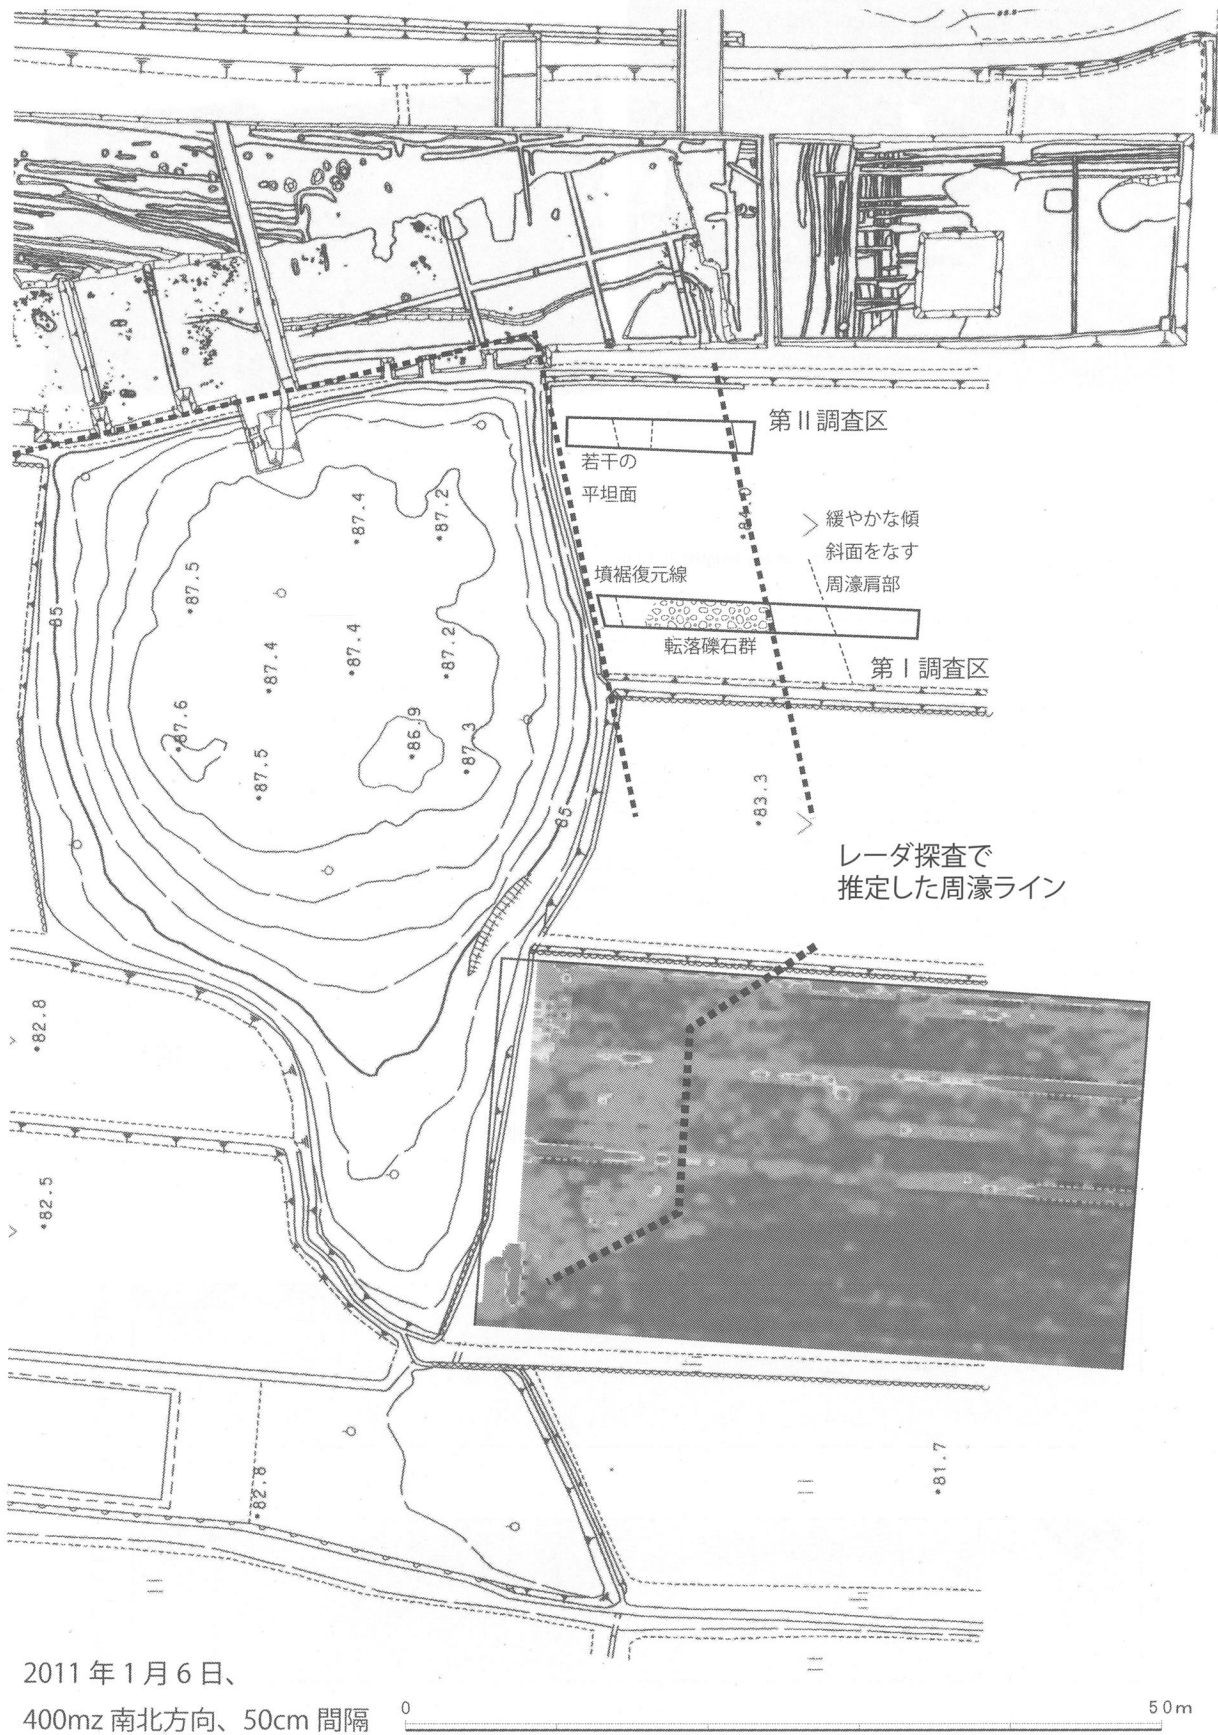 第Ⅱ調査区
若干の
平坦面
87.4
87.2
84.0
緩やかな傾
斜面をなす
周濠肩部
87.5
墳裾復元線
85
87.4
87.4
87.2
転落礫石群
第Ⅰ調査区
87.6
87.5
86.9
87.3
85
83.3
レーダ探査で
推定した周濠ライン
82.8
82.5
82.8
81.7
2011年1月6日、
400mz 南北方向、50cm 間隔
0
50m